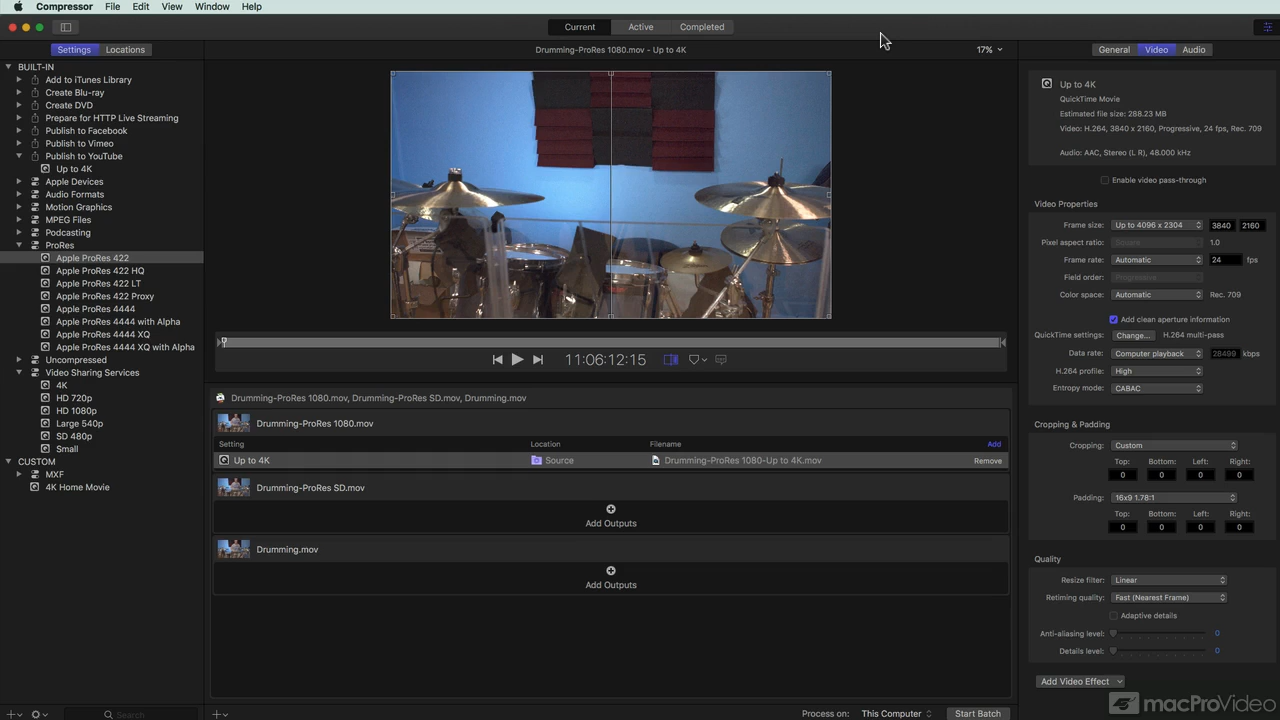 Compressor File Edit View Window Help
Current Active Completed
Settings Locations
Drumming-ProRes 1080.mov - Up to 4K
17%
General Video Audio
BUILT-IN
Add to iTunes Library
Create Blu-ray
Create DVD
Prepare for HTTP Live Streaming
Publish to Facebook
Publish to Vimeo
Publish to YouTube
Up to 4K
Apple Devices
Audio Formats
Motion Graphics
MPEG Files
Podcasting
ProRes
Apple ProRes 422
Apple ProRes 422 HQ
Apple ProRes 422 LT
Apple ProRes 422 Proxy
Apple ProRes 4444
Apple ProRes 4444 with Alpha
Apple ProRes 4444 XQ
Apple ProRes 4444 XQ with Alpha
Uncompressed
Video Sharing Services
4K
HD 720p
HD 1080p
Large 540p
SD 480p
Small
CUSTOM
MXF
4K Home Movie
Search
11:06:12:15
Drumming-ProRes 1080.mov, Drumming-ProRes SD.mov, Drumming.mov
Drumming-ProRes 1080.mov
Setting Location Filename Add
Up to 4K Source Drumming-ProRes 1080-Up to 4K.mov Remove
Drumming-ProRes SD.mov
Add Outputs
Drumming.mov
Add Outputs
Process on: This Computer Start Batch
Up to 4K
QuickTime Movie
Estimated file size: 288.23 MB
Video: H.264, 3840 x 2160, Progressive, 24 fps, Rec. 709
Audio: AAC, Stereo (L R), 48.000 kHz
Enable video pass-through
Video Properties
Frame size: Up to 4096 x 2304 3840 2160
Pixel aspect ratio: Square 1.0
Frame rate: Automatic 24 fps
Field order: Progressive
Color space: Automatic Rec. 709
Add clean aperture information
QuickTime settings: Change... H.264 multi-pass
Data rate: Computer playback 28499 kbps
H.264 profile: High
Entropy mode: CABAC
Cropping & Padding
Cropping: Custom
Top: Bottom: Left: Right:
0 0 0 0
Padding: 16x9 1.78:1
Top: Bottom: Left: Right:
0 0 0 0
Quality
Resize filter: Linear
Retiming quality: Fast (Nearest Frame)
Adaptive details
Anti-aliasing level: 0
Details level: 0
Add Video Effect
macProVideo